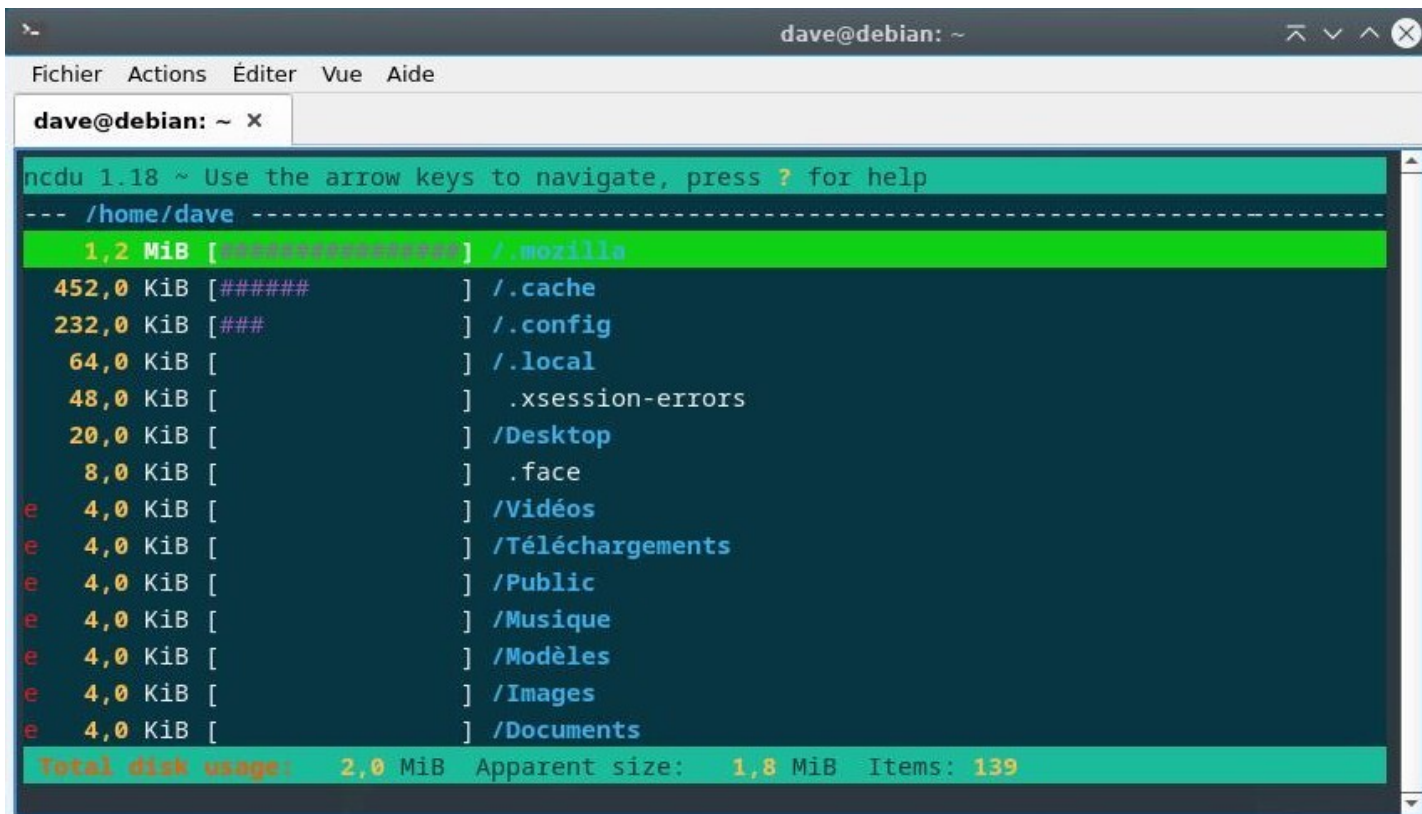 dave@debian: ~
Fichier Actions Éditer Vue Aide
dave@debian: ~ ×
ncdu 1.18 ~ Use the arrow keys to navigate, press ? for help
--- /home/dave ---------------------------------------------------------------------------
1,2 MiB [################] /.mozilla
452,0 KiB [######          ] /.cache
232,0 KiB [###             ] /.config
64,0 KiB [                ] /.local
48,0 KiB [                ]  .xsession-errors
20,0 KiB [                ] /Desktop
8,0 KiB [                ]  .face
e   4,0 KiB [                ] /Vidéos
e   4,0 KiB [                ] /Téléchargements
e   4,0 KiB [                ] /Public
e   4,0 KiB [                ] /Musique
e   4,0 KiB [                ] /Modèles
e   4,0 KiB [                ] /Images
e   4,0 KiB [                ] /Documents
Total disk usage:   2,0 MiB  Apparent size:   1,8 MiB  Items: 139